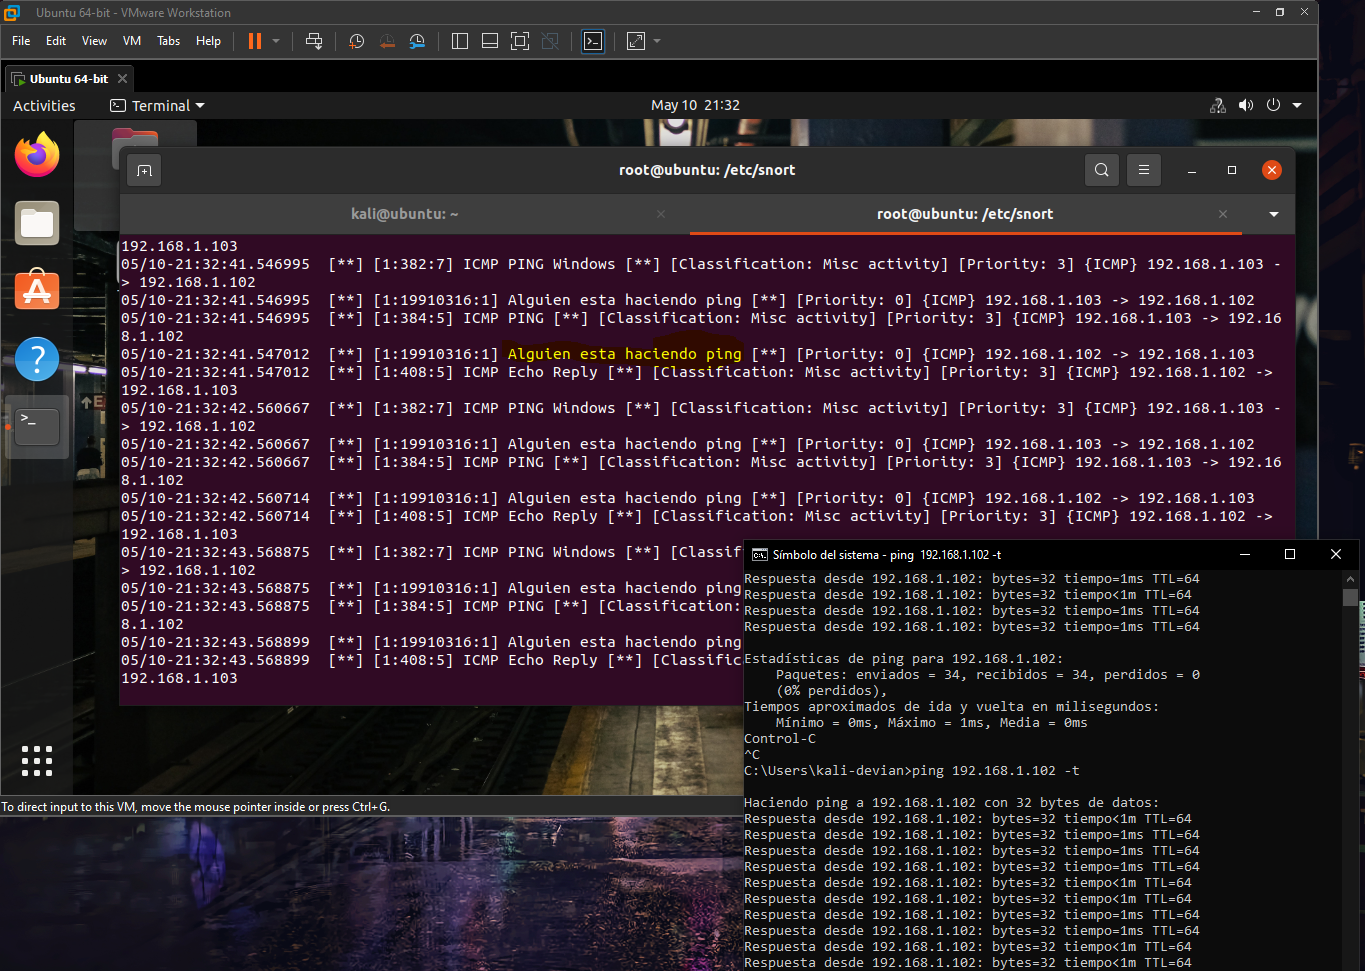 Ubuntu 64-bit - VMware Workstation
File Edit View VM Tabs Help
Ubuntu 64-bit
Activities Terminal May 10 21:32
root@ubuntu: /etc/snort
kali@ubuntu: ~ root@ubuntu: /etc/snort
192.168.1.103
05/10-21:32:41.546995 [**] [1:382:7] ICMP PING Windows [**] [Classification: Misc activity] [Priority: 3] {ICMP} 192.168.1.103 -
> 192.168.1.102
05/10-21:32:41.546995 [**] [1:19910316:1] Alguien esta haciendo ping [**] [Priority: 0] {ICMP} 192.168.1.103 -> 192.168.1.102
05/10-21:32:41.546995 [**] [1:384:5] ICMP PING [**] [Classification: Misc activity] [Priority: 3] {ICMP} 192.168.1.103 -> 192.16
8.1.102
05/10-21:32:41.547012 [**] [1:19910316:1] Alguien esta haciendo ping [**] [Priority: 0] {ICMP} 192.168.1.102 -> 192.168.1.103
05/10-21:32:41.547012 [**] [1:408:5] ICMP Echo Reply [**] [Classification: Misc activity] [Priority: 3] {ICMP} 192.168.1.102 ->
192.168.1.103
05/10-21:32:42.560667 [**] [1:382:7] ICMP PING Windows [**] [Classification: Misc activity] [Priority: 3] {ICMP} 192.168.1.103 -
> 192.168.1.102
05/10-21:32:42.560667 [**] [1:19910316:1] Alguien esta haciendo ping [**] [Priority: 0] {ICMP} 192.168.1.103 -> 192.168.1.102
05/10-21:32:42.560667 [**] [1:384:5] ICMP PING [**] [Classification: Misc activity] [Priority: 3] {ICMP} 192.168.1.103 -> 192.16
8.1.102
05/10-21:32:42.560714 [**] [1:19910316:1] Alguien esta haciendo ping [**] [Priority: 0] {ICMP} 192.168.1.102 -> 192.168.1.103
05/10-21:32:42.560714 [**] [1:408:5] ICMP Echo Reply [**] [Classification: Misc activity] [Priority: 3] {ICMP} 192.168.1.102 ->
192.168.1.103
05/10-21:32:43.568875 [**] [1:382:7] ICMP PING Windows [**] [Classif
> 192.168.1.102
05/10-21:32:43.568875 [**] [1:19910316:1] Alguien esta haciendo ping
05/10-21:32:43.568875 [**] [1:384:5] ICMP PING [**] [Classification:
8.1.102
05/10-21:32:43.568899 [**] [1:19910316:1] Alguien esta haciendo ping
05/10-21:32:43.568899 [**] [1:408:5] ICMP Echo Reply [**] [Classific
192.168.1.103
To direct input to this VM, move the mouse pointer inside or press Ctrl+G.
Símbolo del sistema - ping 192.168.1.102 -t
Respuesta desde 192.168.1.102: bytes=32 tiempo=1ms TTL=64
Respuesta desde 192.168.1.102: bytes=32 tiempo<1m TTL=64
Respuesta desde 192.168.1.102: bytes=32 tiempo=1ms TTL=64
Respuesta desde 192.168.1.102: bytes=32 tiempo=1ms TTL=64
Estadísticas de ping para 192.168.1.102:
Paquetes: enviados = 34, recibidos = 34, perdidos = 0
(0% perdidos),
Tiempos aproximados de ida y vuelta en milisegundos:
Mínimo = 0ms, Máximo = 1ms, Media = 0ms
Control-C
^C
C:\Users\kali-devian>ping 192.168.1.102 -t
Haciendo ping a 192.168.1.102 con 32 bytes de datos:
Respuesta desde 192.168.1.102: bytes=32 tiempo<1m TTL=64
Respuesta desde 192.168.1.102: bytes=32 tiempo=1ms TTL=64
Respuesta desde 192.168.1.102: bytes=32 tiempo<1m TTL=64
Respuesta desde 192.168.1.102: bytes=32 tiempo=1ms TTL=64
Respuesta desde 192.168.1.102: bytes=32 tiempo<1m TTL=64
Respuesta desde 192.168.1.102: bytes=32 tiempo<1m TTL=64
Respuesta desde 192.168.1.102: bytes=32 tiempo=1ms TTL=64
Respuesta desde 192.168.1.102: bytes=32 tiempo=1ms TTL=64
Respuesta desde 192.168.1.102: bytes=32 tiempo<1m TTL=64
Respuesta desde 192.168.1.102: bytes=32 tiempo<1m TTL=64